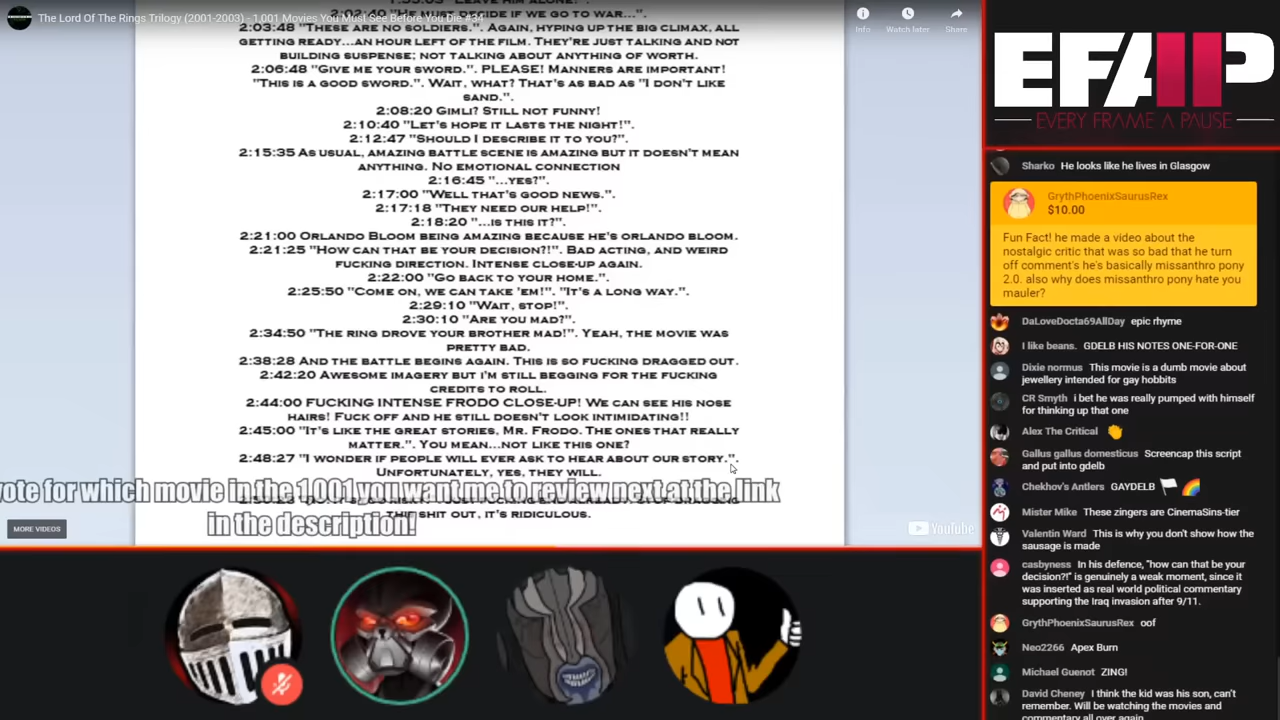 1:55:05 "Leave him alone!".
The Lord Of The Rings Trilogy (2001-2003) - 1,001 Movies You Must See Before You Die #34
Info
Watch later
Share
2:02:40 "He must decide if we go to war...".
2:03:48 "These are no soldiers.". Again, hyping up the big climax, all
getting ready...an hour left of the film. They're just talking and not
building suspense; not talking about anything of worth.
2:06:48 "Give me your sword.". PLEASE! Manners are important!
"This is a good sword.". Wait, what? That's as bad as "I don't like
sand.".
2:08:20 Gimli? Still not funny!
2:10:40 "Let's hope it lasts the night!".
2:12:47 "Should I describe it to you?".
2:15:35 As usual, amazing battle scene is amazing but it doesn't mean
anything. No emotional connection
2:16:45 "...yes?".
2:17:00 "Well that's good news.".
2:17:18 "They need our help!".
2:18:20 "...is this it?".
2:21:00 Orlando Bloom being amazing because he's Orlando Bloom.
2:21:25 "How can that be your decision?!". Bad acting, and weird
fucking direction. Intense close-up again.
2:22:00 "Go back to your home.".
2:25:50 "Come on, we can take 'em!". "It's a long way.".
2:29:10 "Wait, stop!".
2:30:10 "Are you mad?".
2:34:50 "The ring drove your brother mad!". Yeah, the movie was
pretty bad.
2:38:28 And the battle begins again. This is so fucking dragged out.
2:42:20 Awesome imagery but i'm still begging for the fucking
credits to roll.
2:44:00 FUCKING INTENSE FRODO CLOSE-UP! We can see his nose
hairs! Fuck off and he still doesn't look intimidating!!
2:45:00 "It's like the great stories, Mr. Frodo. The ones that really
matter.". You mean...not like this one?
2:48:27 "I wonder if people will ever ask to hear about our story.".
Unfortunately, yes, they will.
vote for which movie in the 1,001 you want me to review next at the link
in the description!
this shit out, it's ridiculous.
MORE VIDEOS
YouTube
EFAP
EVERY FRAME A PAUSE
Sharko He looks like he lives in Glasgow
GrythPhoenixSaurusRex
$10.00
Fun Fact! he made a video about the
nostalgic critic that was so bad that he turn
off comment's he's basically missanthro pony
2.0. also why does missanthro pony hate you
mauler?
DaLoveDocta69AllDay epic rhyme
I like beans. GDELB HIS NOTES ONE-FOR-ONE
Dixie normus This movie is a dumb movie about
jewellery intended for gay hobbits
CR Smyth i bet he was really pumped with himself
for thinking up that one
Alex The Critical 👏
Gallus gallus domesticus Screencap this script
and put into gdelb
Chekhov's Antlers GAYDELB 🏳️🌈
Mister Mike These zingers are CinemaSins-tier
Valentin Ward This is why you don't show how the
sausage is made
casbyness In his defence, "how can that be your
decision?!" is genuinely a weak moment, since it
was inserted as real world political commentary
supporting the Iraq invasion after 9/11.
GrythPhoenixSaurusRex oof
Neo2266 Apex Burn
Michael Guenot ZING!
David Cheney I think the kid was his son, can't
remember. Will be watching the movies and
commentary all over again